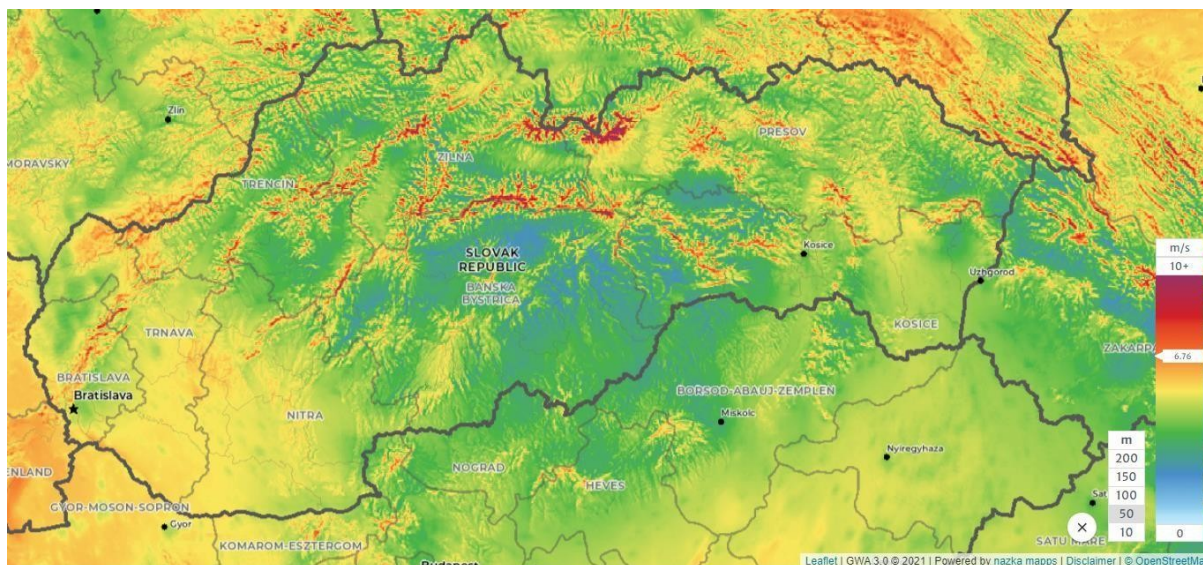 Zlin
MORAVSKY
ZILINA
PRESOV
TRENCIN
SLOVAK
REPUBLIC
Kosice
BANSKA
BYSTRICA
Uzhgorod
TRNAVA
KOSICE
ZAKARPA
BRATISLAVA
Bratislava
NITRA
BORSOD-ABAUJ-ZEMPLEN
Miskolc
ENLAND
NOGRAD
Nyiregyhaza
HEVES
GYOR-MOSON-SOPRON
Gyor
KOMAROM-ESZTERGOM
Budapest
SATU MARE
m/s
10+
6.76
0
m
200
150
100
50
10
Leaflet | GWA 3.0 © 2021 | Powered by nazka mapps | Disclaimer | © OpenStreetMa